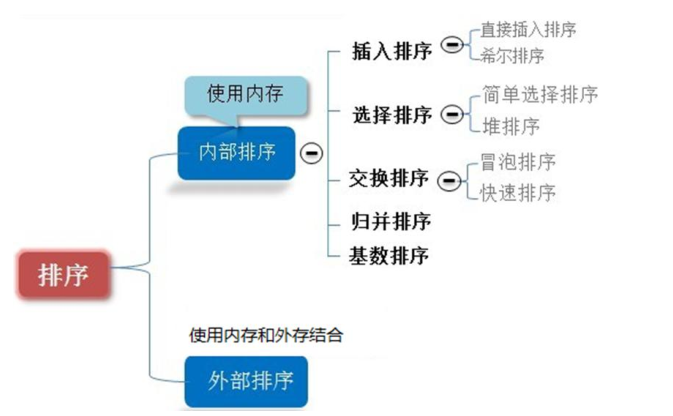 排序
使用内存
内部排序
插入排序
直接插入排序
希尔排序
选择排序
简单选择排序
堆排序
交换排序
冒泡排序
快速排序
归并排序
基数排序
使用内存和外存结合
外部排序